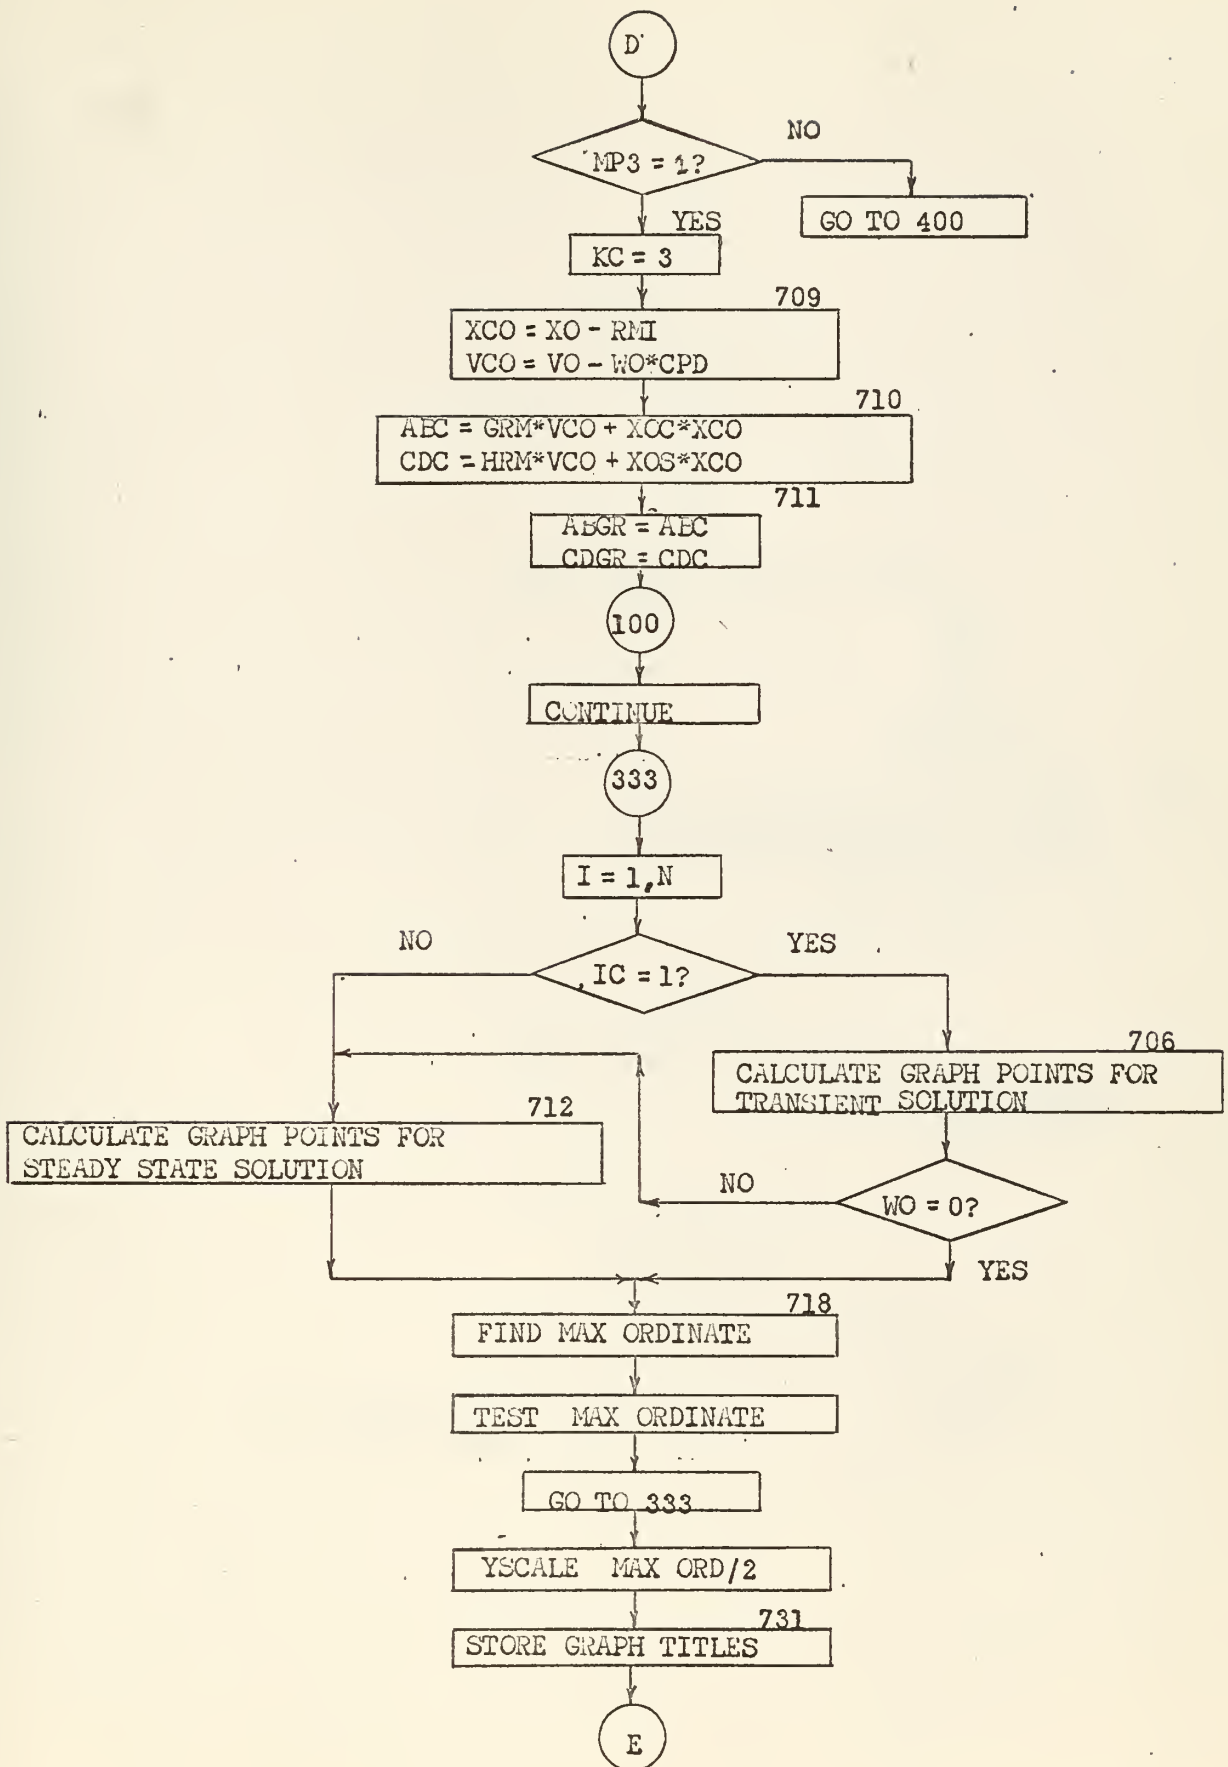 D
MP3 = 1?
NO
GO TO 400
YES
KC = 3
709
XCO = XO - RMI
VCO = VO - WO*CPD
710
ABC = GRM*VCO + XOC*XCO
CDC = HRM*VCO + XOS*XCO
711
ABGR = ABC
CDGR = CDC
100
CONTINUE
333
I = 1,N
NO
YES
IC = 1?
706
CALCULATE GRAPH POINTS FOR
TRANSIENT SOLUTION
712
CALCULATE GRAPH POINTS FOR
STEADY STATE SOLUTION
NO
WO = 0?
YES
718
FIND MAX ORDINATE
TEST MAX ORDINATE
GO TO 333
YSCALE MAX ORD/2
731
STORE GRAPH TITLES
E